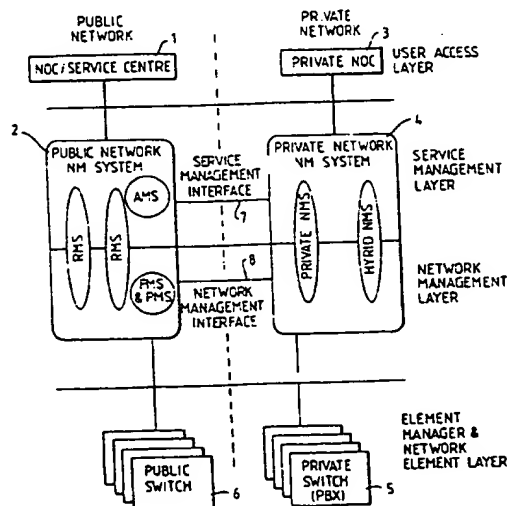 PUBLIC
NETWORK
1
PRIVATE
NETWORK
3
NOC/SERVICE CENTRE
PRIVATE NOC
USER ACCESS
LAYER
2
4
PUBLIC NETWORK
NM SYSTEM
SERVICE
MANAGEMENT
INTERFACE
PRIVATE NETWORK
NM SYSTEM
SERVICE
MANAGEMENT
LAYER
AMS
7
RMS
RMS
PRIVATE NMS
HYRID NMS
8
FMS
& PMS
NETWORK
MANAGEMENT
INTERFACE
NETWORK
MANAGEMENT
LAYER
PUBLIC
SWITCH
6
PRIVATE
SWITCH
(PBX)
5
ELEMENT
MANAGER &
NETWORK
ELEMENT LAYER